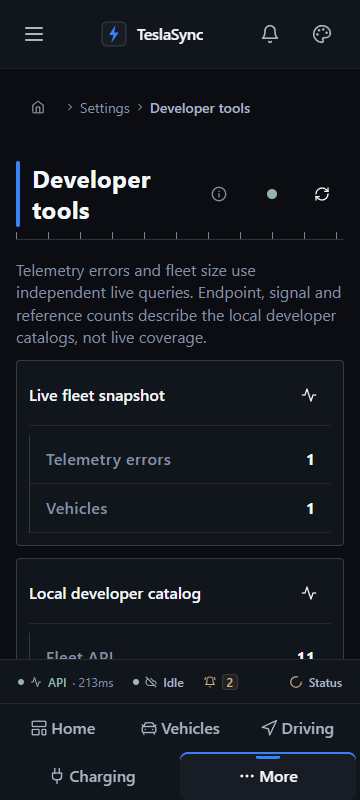 TeslaSync
Settings
Developer tools
Developer
tools
Telemetry errors and fleet size use
independent live queries. Endpoint, signal and
reference counts describe the local developer
catalogs, not live coverage.
Live fleet snapshot
Telemetry errors 1
Vehicles 1
Local developer catalog
Fleet API 11
API · 213ms Idle 2 Status
Home Vehicles Driving
Charging More